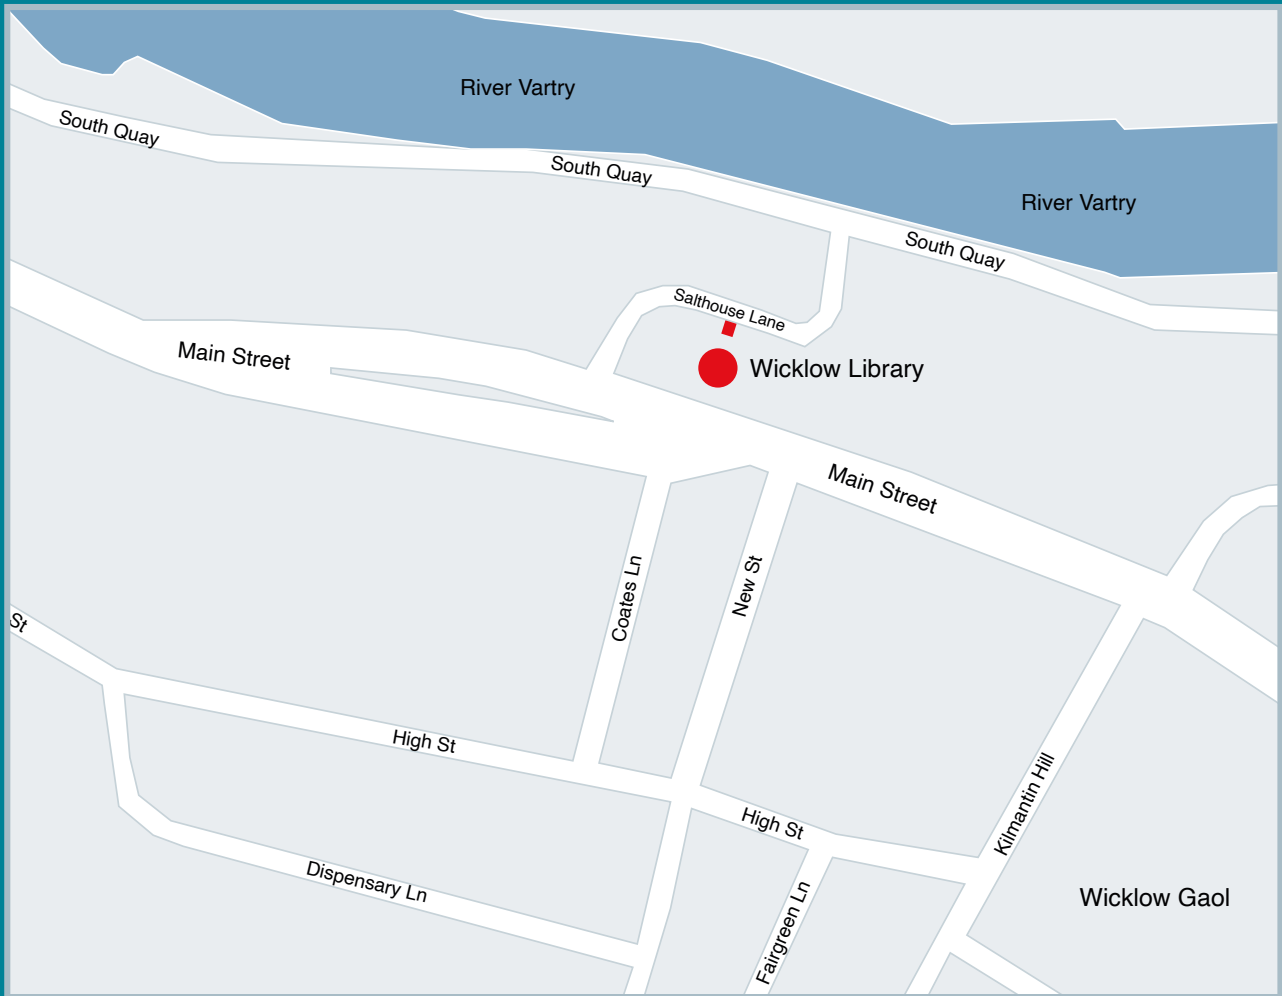 River Vartry
South Quay
South Quay
River Vartry
South Quay
Salthouse Lane
Main Street
Wicklow Library
Main Street
Coates Ln
New St
St
High St
Kilmantin Hill
High St
Dispensary Ln
Wicklow Gaol
Fairgreen Ln